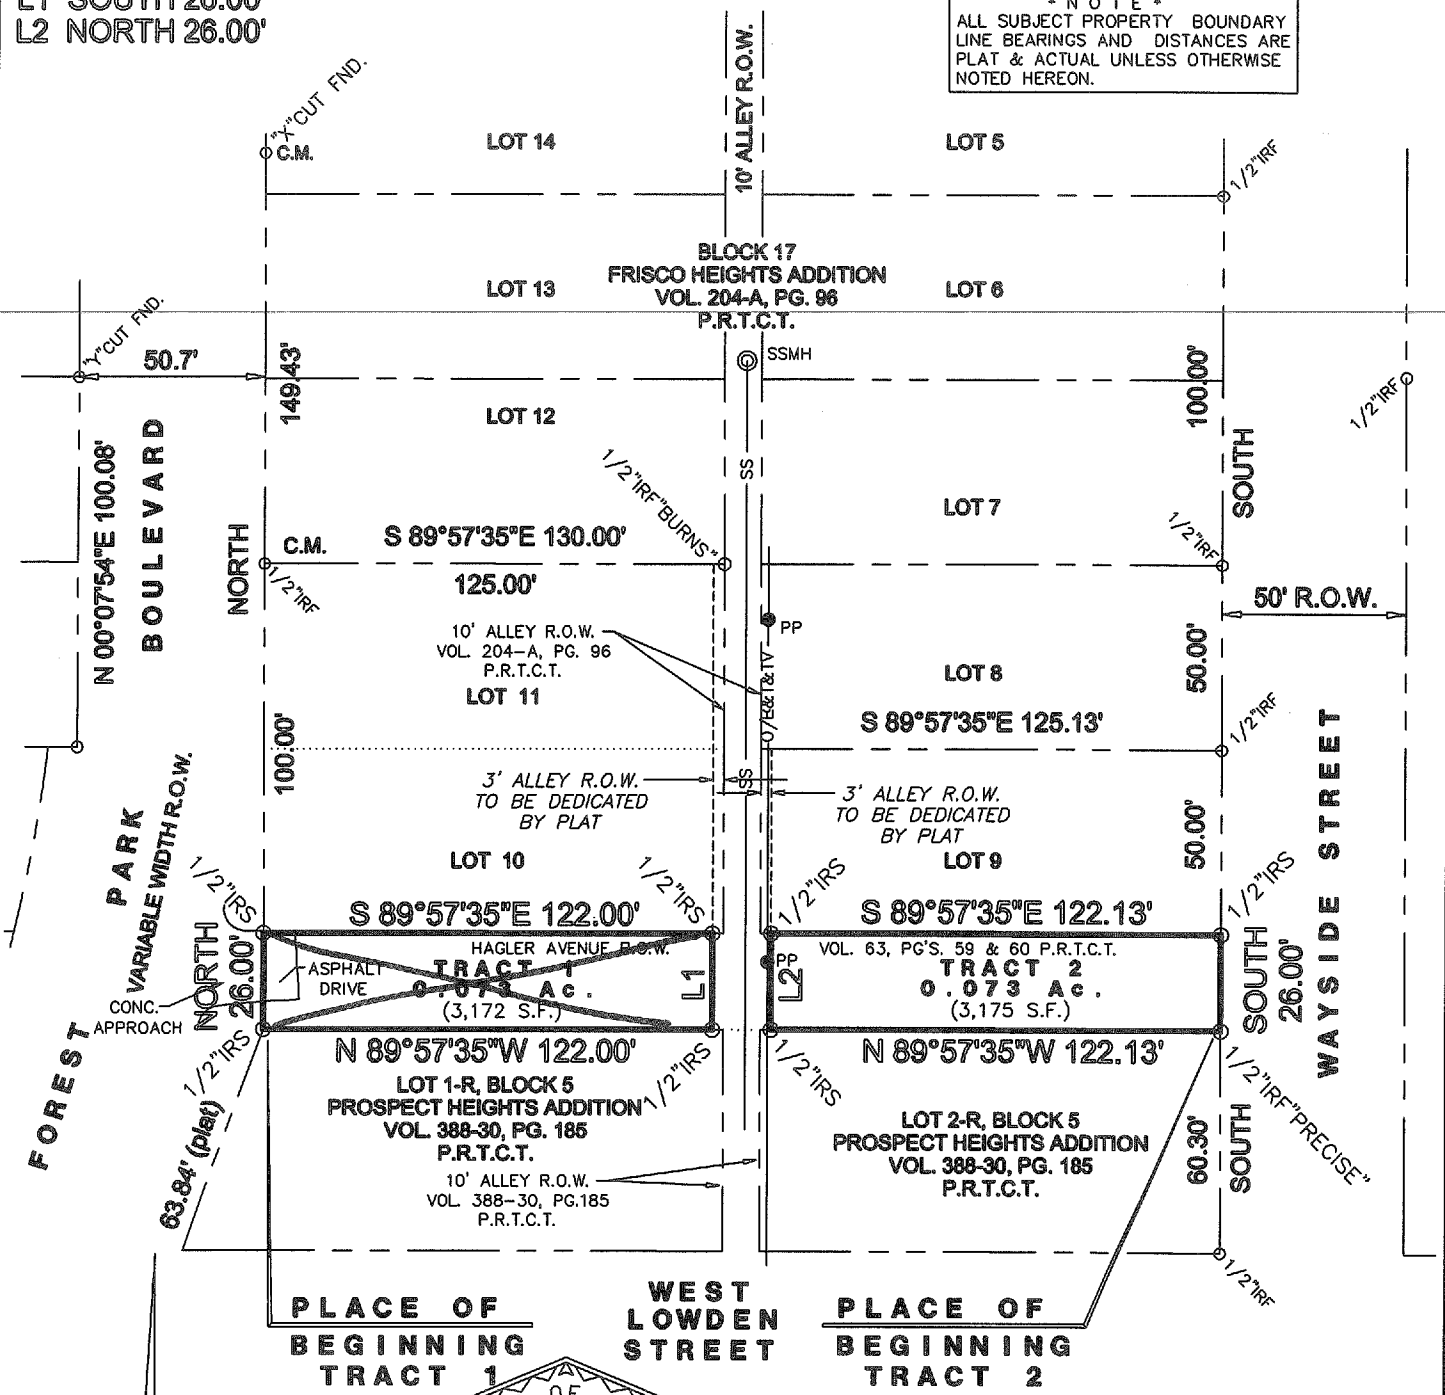 L1 SOUTH 26.00'
L2 NORTH 26.00'
* N O T E *
ALL SUBJECT PROPERTY BOUNDARY
LINE BEARINGS AND DISTANCES ARE
PLAT & ACTUAL UNLESS OTHERWISE
NOTED HEREON.
"X"CUT FND.
C.M.
LOT 14
10' ALLEY R.O.W.
LOT 5
1/2"IRF
BLOCK 17
FRISCO HEIGHTS ADDITION
VOL. 204-A, PG. 96
P.R.T.C.T.
LOT 13
LOT 6
"Y"CUT FND.
50.7'
149.43'
SSMH
100.00'
1/2"IRF
LOT 12
SS
SOUTH
N 00°07'54"E 100.08'
BOULEVARD
1/2"IRF"BURNS"
LOT 7
NORTH
C.M.
S 89°57'35"E 130.00'
1/2"IRF
1/2"IRF
125.00'
50' R.O.W.
10' ALLEY R.O.W.
VOL. 204-A, PG. 96
P.R.T.C.T.
PP
LOT 11
O/E&T&TV
LOT 8
50.00'
S 89°57'35"E 125.13'
1/2"IRF
100.00'
3' ALLEY R.O.W.
TO BE DEDICATED
BY PLAT
SS
3' ALLEY R.O.W.
TO BE DEDICATED
BY PLAT
50.00'
WAYSIDE STREET
FOREST PARK
VARIABLE WIDTH R.O.W.
LOT 10
LOT 9
1/2"IRS
1/2"IRS
1/2"IRS
1/2"IRS
S 89°57'35"E 122.00'
S 89°57'35"E 122.13'
HAGLER AVENUE R.O.W.
VOL. 63, PG'S. 59 & 60 P.R.T.C.T.
NORTH
26.00'
ASPHALT
DRIVE
TRACT 1
0.073 Ac.
(3,172 S.F.)
L1
PP
L2
TRACT 2
0.073 Ac.
(3,175 S.F.)
SOUTH
26.00'
CONC.
APPROACH
1/2"IRS
N 89°57'35"W 122.00'
1/2"IRS
1/2"IRS
N 89°57'35"W 122.13'
1/2"IRF"PRECISE"
LOT 1-R, BLOCK 5
PROSPECT HEIGHTS ADDITION
VOL. 388-30, PG. 185
P.R.T.C.T.
LOT 2-R, BLOCK 5
PROSPECT HEIGHTS ADDITION
VOL. 388-30, PG. 185
P.R.T.C.T.
63.84' (plat)
10' ALLEY R.O.W.
VOL. 388-30, PG.185
P.R.T.C.T.
60.30'
SOUTH
1/2"IRF
PLACE OF
BEGINNING
TRACT 1
WEST
LOWDEN
STREET
PLACE OF
BEGINNING
TRACT 2
OF